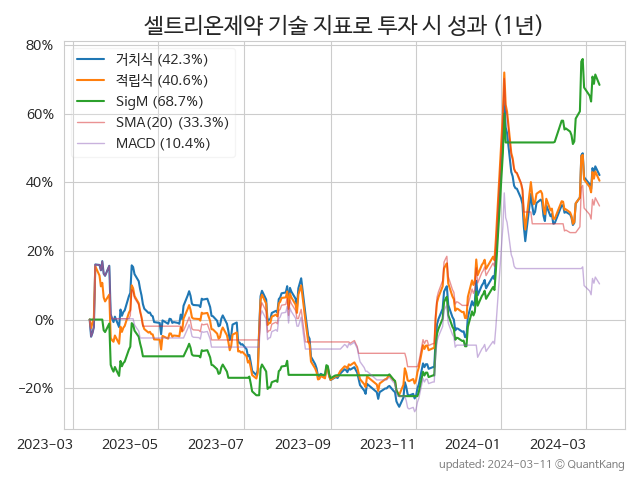 셀트리온제약 기술 지표로 투자 시 성과 (1년)
80%
60%
40%
20%
0%
−20%
거치식 (42.3%)
적립식 (40.6%)
SigM (68.7%)
SMA(20) (33.3%)
MACD (10.4%)
2023−03 2023−05 2023−07 2023−09 2023−11 2024−01 2024−03
updated: 2024-03-11 © QuantKang